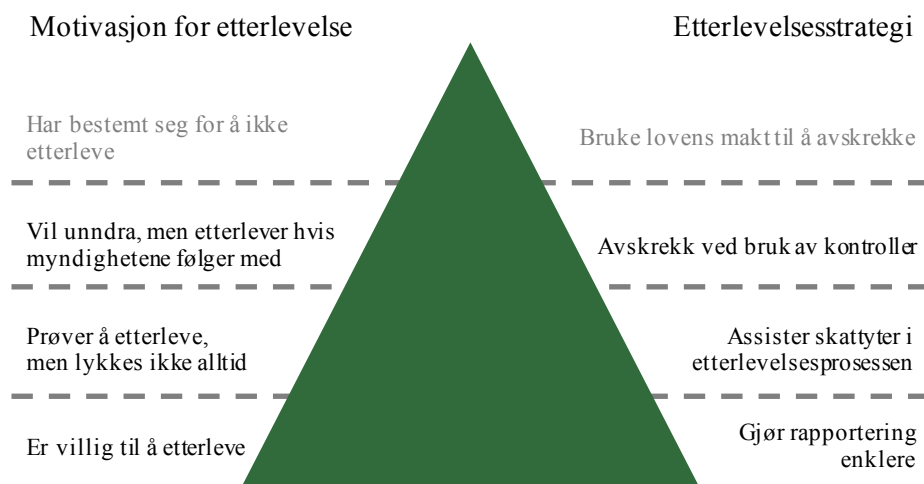 Motivasjon for etterlevelse
Etterlevelsesstrategi
Har bestemt seg for å ikke
etterleve
Bruke lovens makt til å avskrekke
Vil unndra, men etterlever hvis
myndighetene følger med
Avskrekk ved bruk av kontroller
Prøver å etterleve,
men lykkes ikke alltid
Assister skattyter i
etterlevelsesprosessen
Er villig til å etterleve
Gjør rapportering
enklere